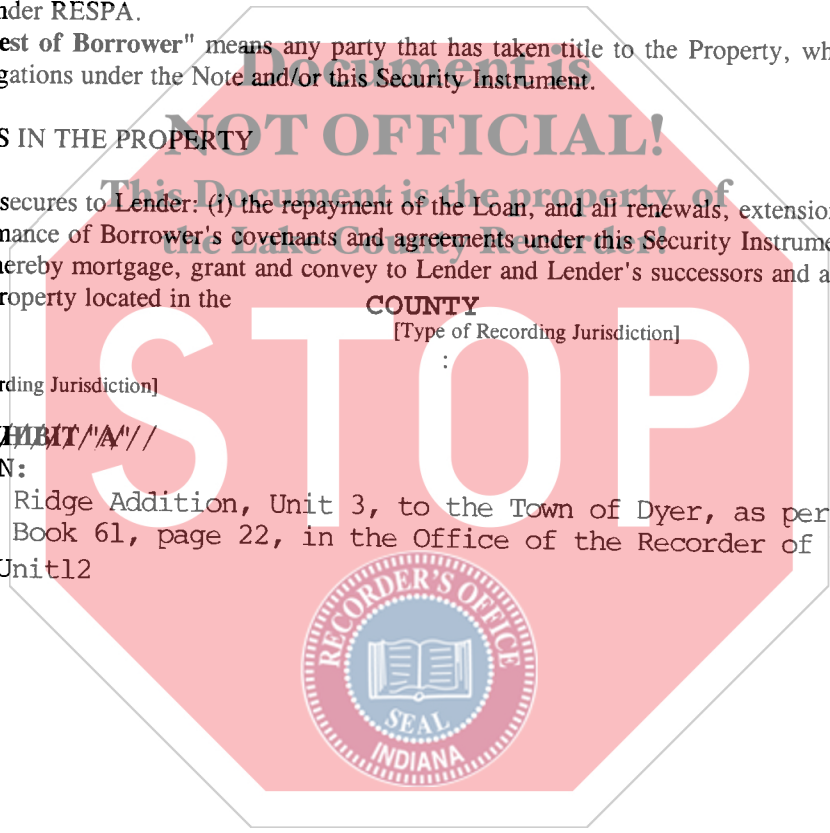 nder RESPA.
est of Borrower" means any party that has taken title to the Property, wh
gations under the Note and/or this Security Instrument.
Document is
NOT OFFICIAL!
S IN THE PROPERTY
This Document is the property of
the Lake County Recorder!
secures to Lender: (i) the repayment of the Loan, and all renewals, extension
mance of Borrower's covenants and agreements under this Security Instrume
hereby mortgage, grant and convey to Lender and Lender's successors and a
roperty located in the COUNTY
[Type of Recording Jurisdiction]
:
rding Jurisdiction]
STOP
HIBIT "A"
N:
Ridge Addition, Unit 3, to the Town of Dyer, as per
Book 61, page 22, in the Office of the Recorder of
Unit12
RECORDER'S OFFICE
SEAL
INDIANA